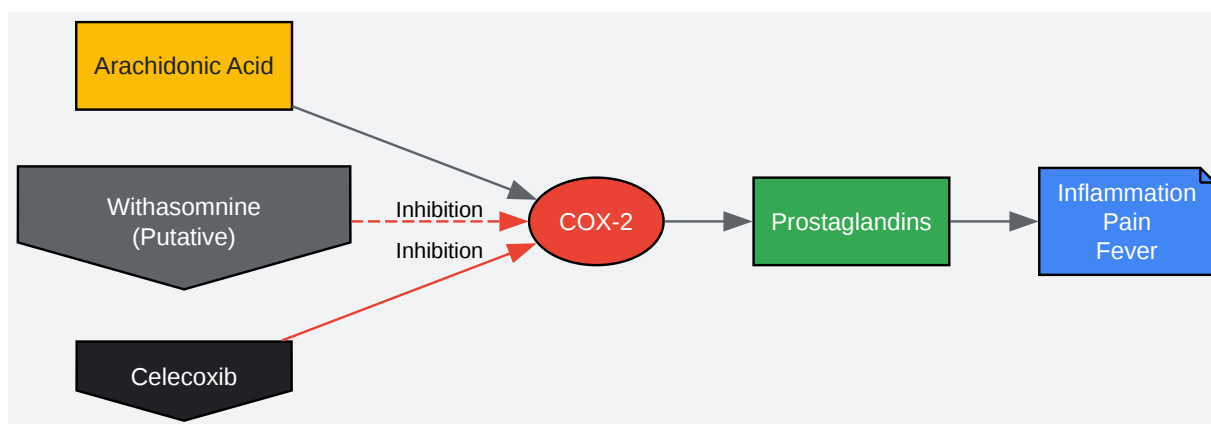 Arachidonic Acid
Withasomnine
(Putative)
Inhibition
Inhibition
Celecoxib
COX-2
Prostaglandins
Inflammation
Pain
Fever